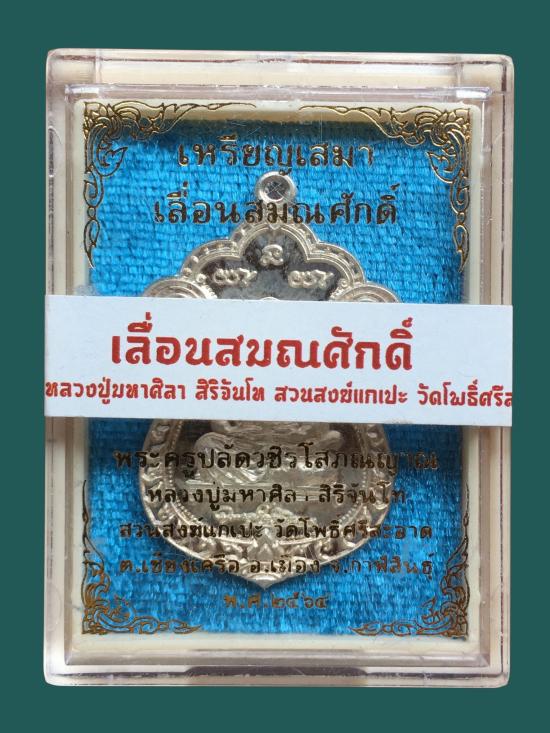 เหรียญเสมา
เลื่อนสมณศักดิ์
เลื่อนสมณศักดิ์
หลวงปู่มหาศิลา สิริจันโท สวนสงฆ์แกเปะ วัดโพธิ์ศรีส
พระครูปลัดวชิรโสภณญาณ
หลวงปู่มหาศิลา สิริจันโท
สวนสงฆ์แกเปะ วัดโพธิ์ศรีสะอาด
ต.เชียงเครือ อ.เมือง จ.กาฬสินธุ์
พ.ศ.๒๕๖๔